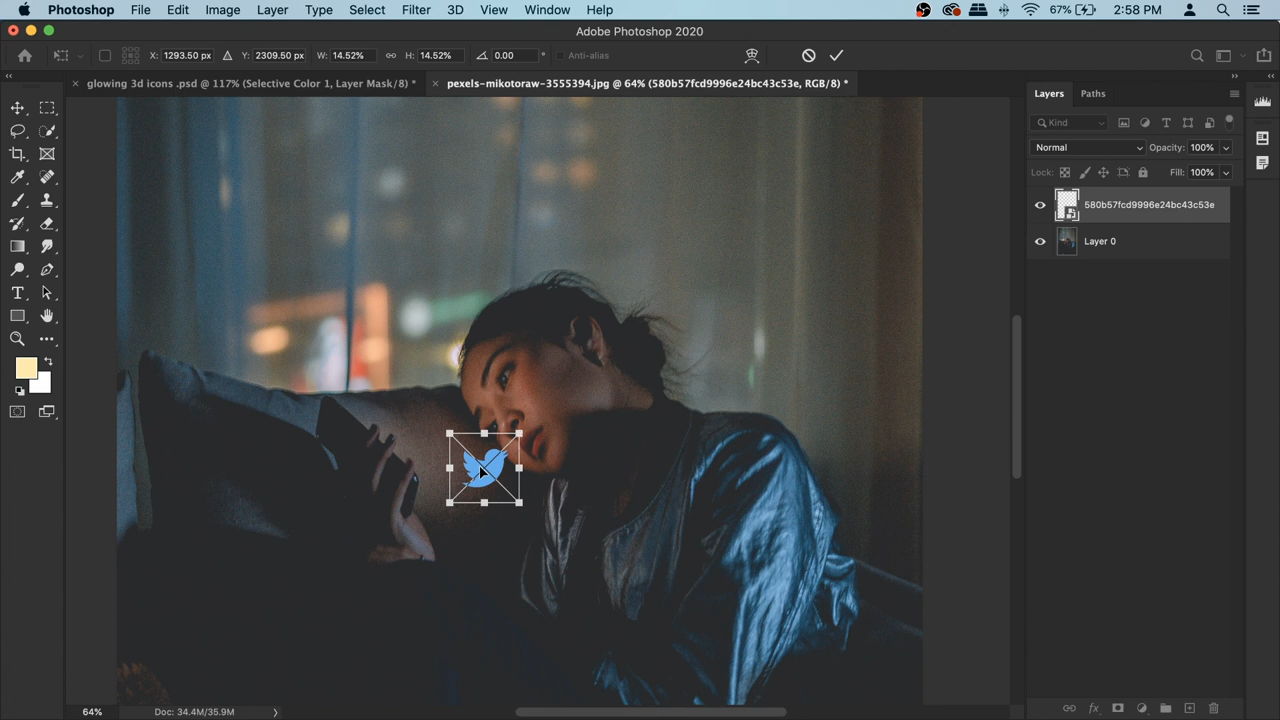 Photoshop File Edit Image Layer Type Select Filter 3D View Window Help 67% 2:58 PM
Adobe Photoshop 2020
X: 1293.50 px Y: 2309.50 px W: 14.52% H: 14.52% 0.00 ° Anti-alias
× glowing 3d icons .psd @ 117% (Selective Color 1, Layer Mask/8) * × pexels-mikotoraw-3555394.jpg @ 64% (580b57fcd9996e24bc43c53e, RGB/8) *
Layers Paths
Kind
Normal Opacity: 100%
Lock: Fill: 100%
580b57fcd9996e24bc43c53e
Layer 0
64% Doc: 34.4M/35.9M